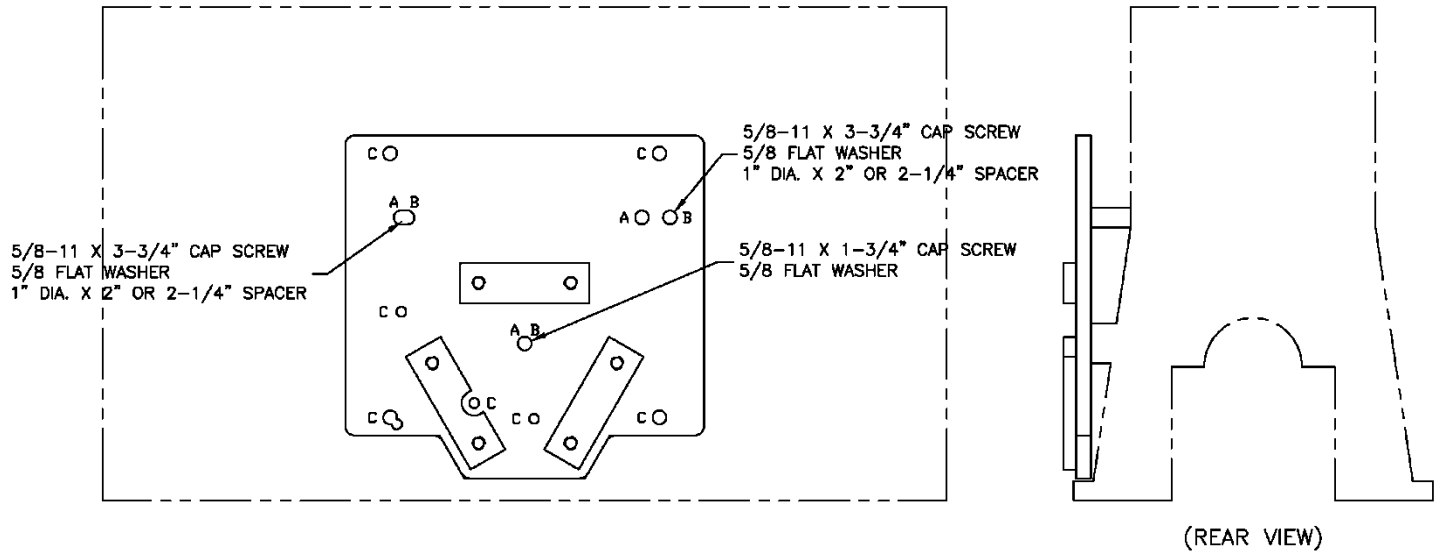 5/8-11 X 3-3/4" CAP SCREW
5/8 FLAT WASHER
1" DIA. X 2" OR 2-1/4" SPACER
C
C
A B
A
B
5/8-11 X 3-3/4" CAP SCREW
5/8 FLAT WASHER
1" DIA. X 2" OR 2-1/4" SPACER
5/8-11 X 1-3/4" CAP SCREW
5/8 FLAT WASHER
C
A B
C
C
C
C
(REAR VIEW)